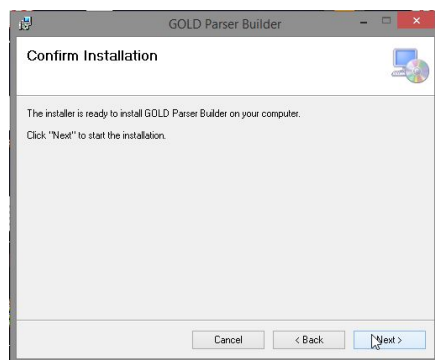 GOLD Parser Builder
Confirm Installation
The installer is ready to install GOLD Parser Builder on your computer.
Click "Next" to start the installation.
Cancel
< Back
Next >